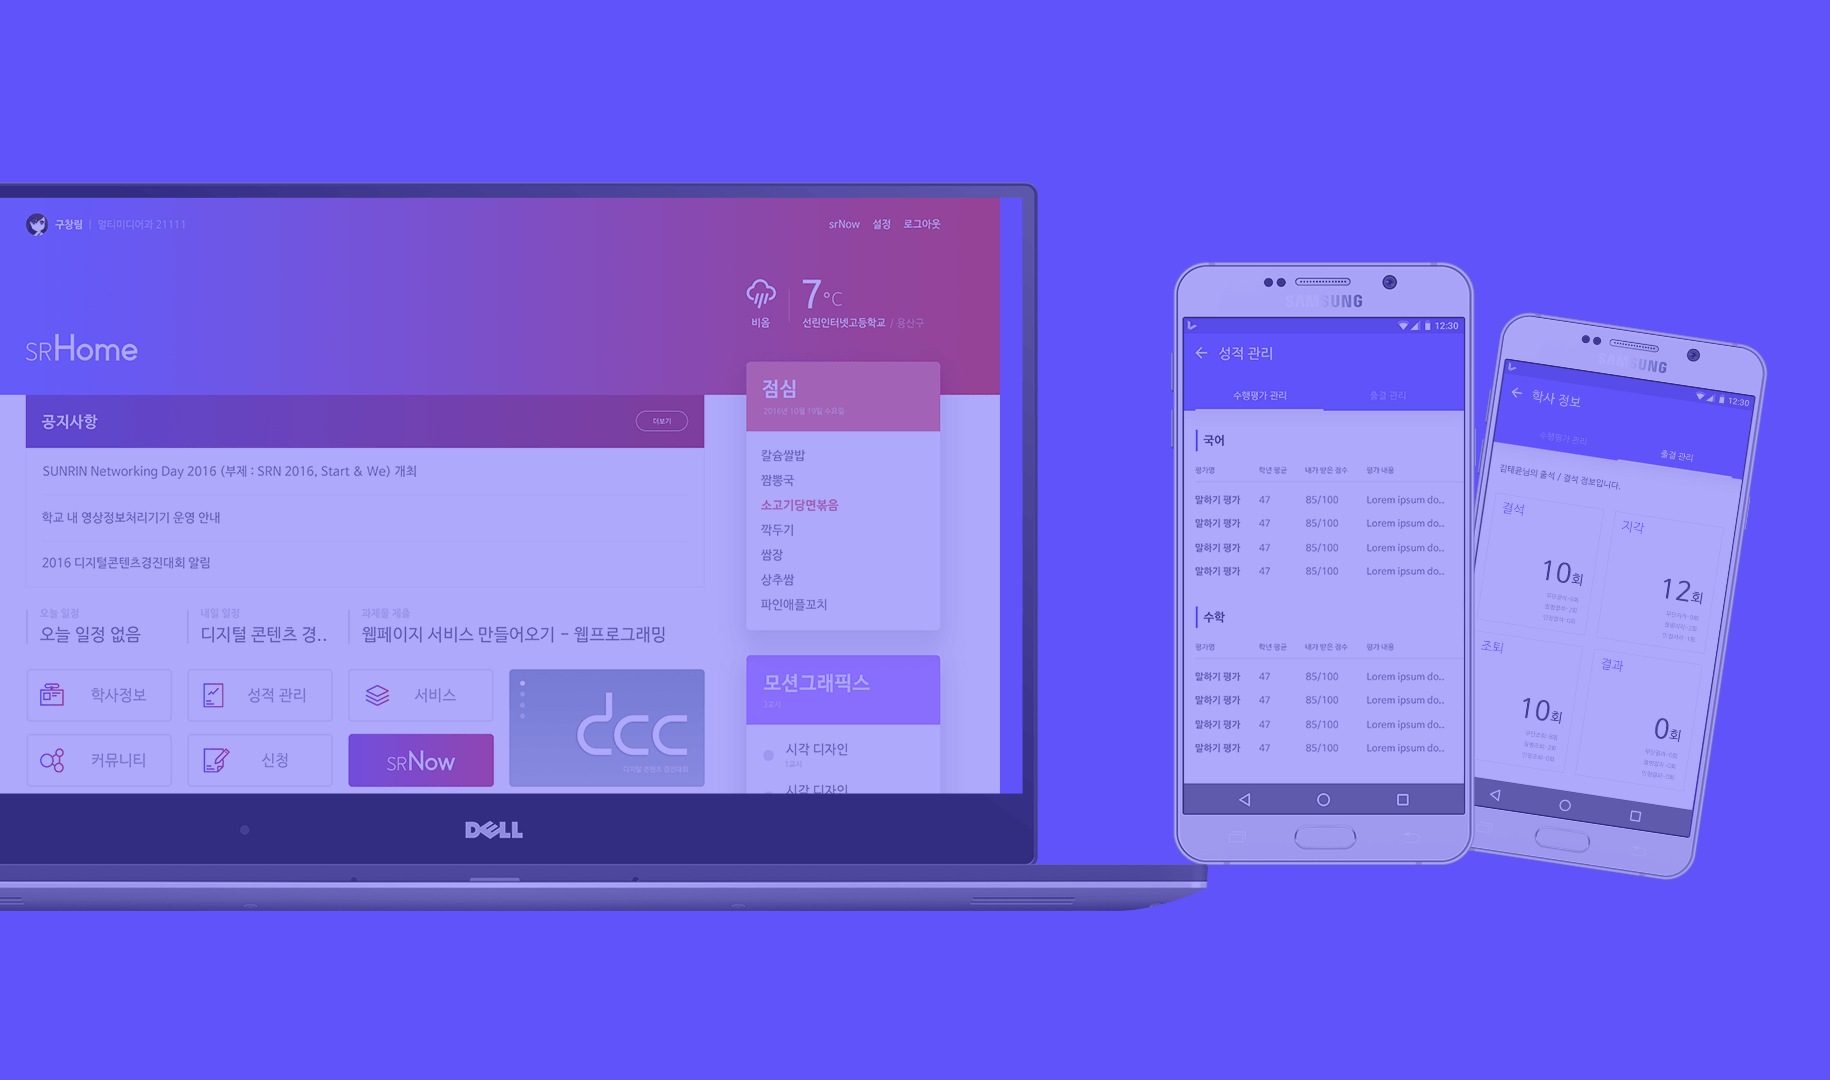 구창림 | 멀티미디어과 21111
srNow 설정 로그아웃
7°C
비옴
선린인터넷고등학교 / 용산구
SRHome
공지사항
더보기
SUNRIN Networking Day 2016 (부제 : SRN 2016, Start & We) 개최
학교 내 영상정보처리기기 운영 안내
2016 디지털콘텐츠경진대회 알림
오늘 일정
오늘 일정 없음
내일 일정
디지털 콘텐츠 경..
과제물 제출
웹페이지 서비스 만들어오기 - 웹프로그래밍
학사정보
성적 관리
서비스
커뮤니티
신청
SRNow
dcc
디지털 콘텐츠 경진대회
점심
2016년 10월 19일 수요일
칼슘쌀밥
짬뽕국
소고기당면볶음
깍두기
쌈장
상추쌈
파인애플꼬치
모션그래픽스
3교시
시각 디자인
1교시
시각 디자인
DELL
SAMSUNG
12:30
성적 관리
수행평가 관리 출결 관리
국어
평가명 학년 평균 내가 받은 점수 평가 내용
말하기 평가 47 85/100 Lorem ipsum do..
말하기 평가 47 85/100 Lorem ipsum do..
말하기 평가 47 85/100 Lorem ipsum do..
말하기 평가 47 85/100 Lorem ipsum do..
수학
평가명 학년 평균 내가 받은 점수 평가 내용
말하기 평가 47 85/100 Lorem ipsum do..
말하기 평가 47 85/100 Lorem ipsum do..
말하기 평가 47 85/100 Lorem ipsum do..
말하기 평가 47 85/100 Lorem ipsum do..
SAMSUNG
12:30
학사 정보
수행평가 관리 출결 관리
김태윤님의 출석 / 결석 정보입니다.
결석
10회
지각
12회
조퇴
10회
결과
0회